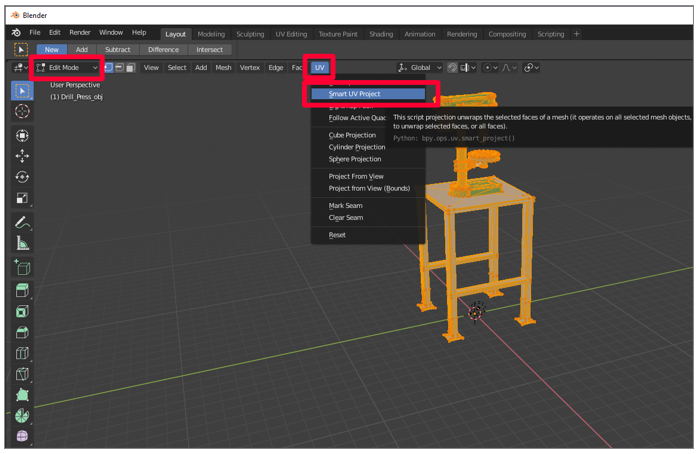 Blender
File Edit Render Window Help Layout Modeling Sculpting UV Editing Texture Paint Shading Animation Rendering Compositing Scripting +
New Add Subtract Difference Intersect
Edit Mode View Select Add Mesh Vertex Edge UV Global
User Perspective
(1) Drill_Press_obj
Smart UV Project
Follow Active Quad
This script projection unwraps the selected faces of a mesh (it operates on all selected mesh objects,
to unwrap selected faces, or all faces).
Python: bpy.ops.uv.smart_project()
Cube Projection
Cylinder Projection
Sphere Projection
Project From View
Project from View (Bounds)
Mark Seam
Clear Seam
Reset